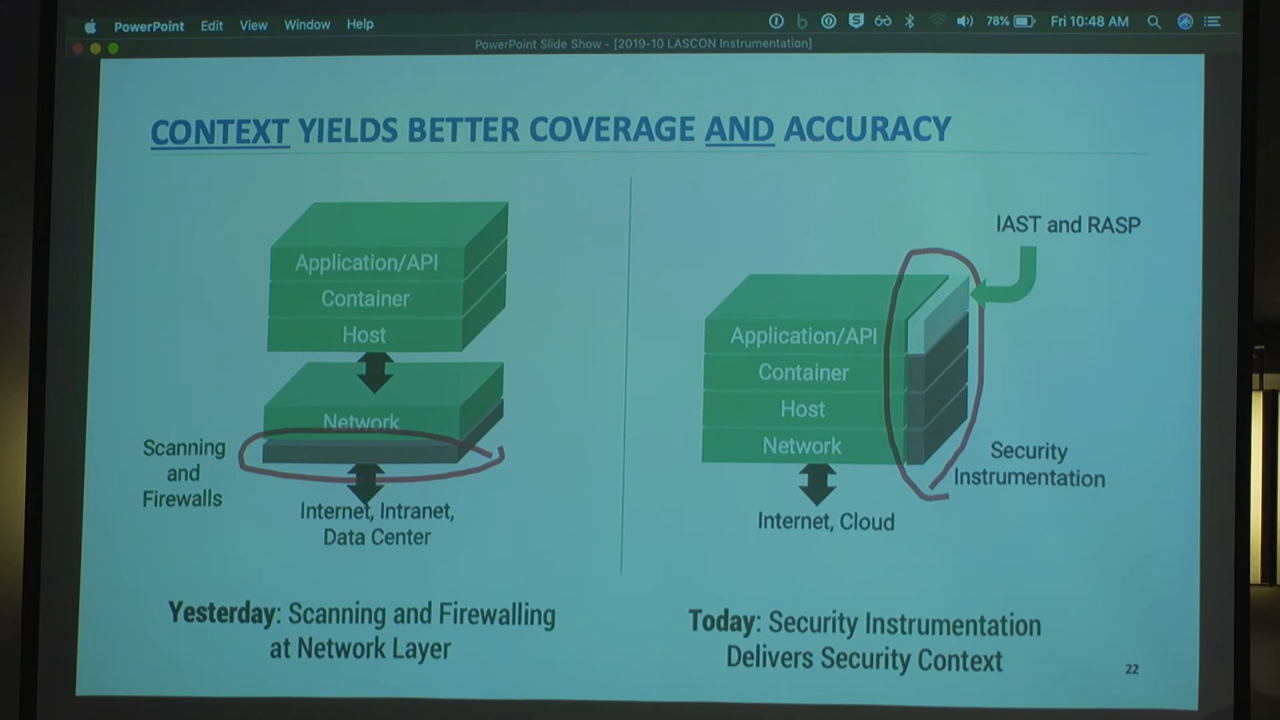 PowerPoint Edit View Window Help
78% Fri 10:48 AM
PowerPoint Slide Show - [2019-10 LASCON Instrumentation]
CONTEXT YIELDS BETTER COVERAGE AND ACCURACY
Application/API
Container
Host
Network
Scanning
and
Firewalls
Internet, Intranet,
Data Center
Yesterday: Scanning and Firewalling
at Network Layer
IAST and RASP
Application/API
Container
Host
Network
Security
Instrumentation
Internet, Cloud
Today: Security Instrumentation
Delivers Security Context
22